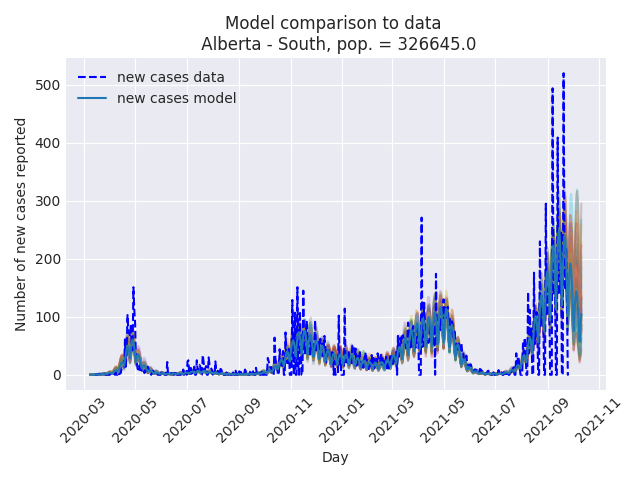 Model comparison to data
Alberta - South, pop. = 326645.0
new cases data
new cases model
Number of new cases reported
500
400
300
200
100
0
2020-03
2020-05
2020-07
2020-09
2020-11
2021-01
2021-03
2021-05
2021-07
2021-09
2021-11
Day